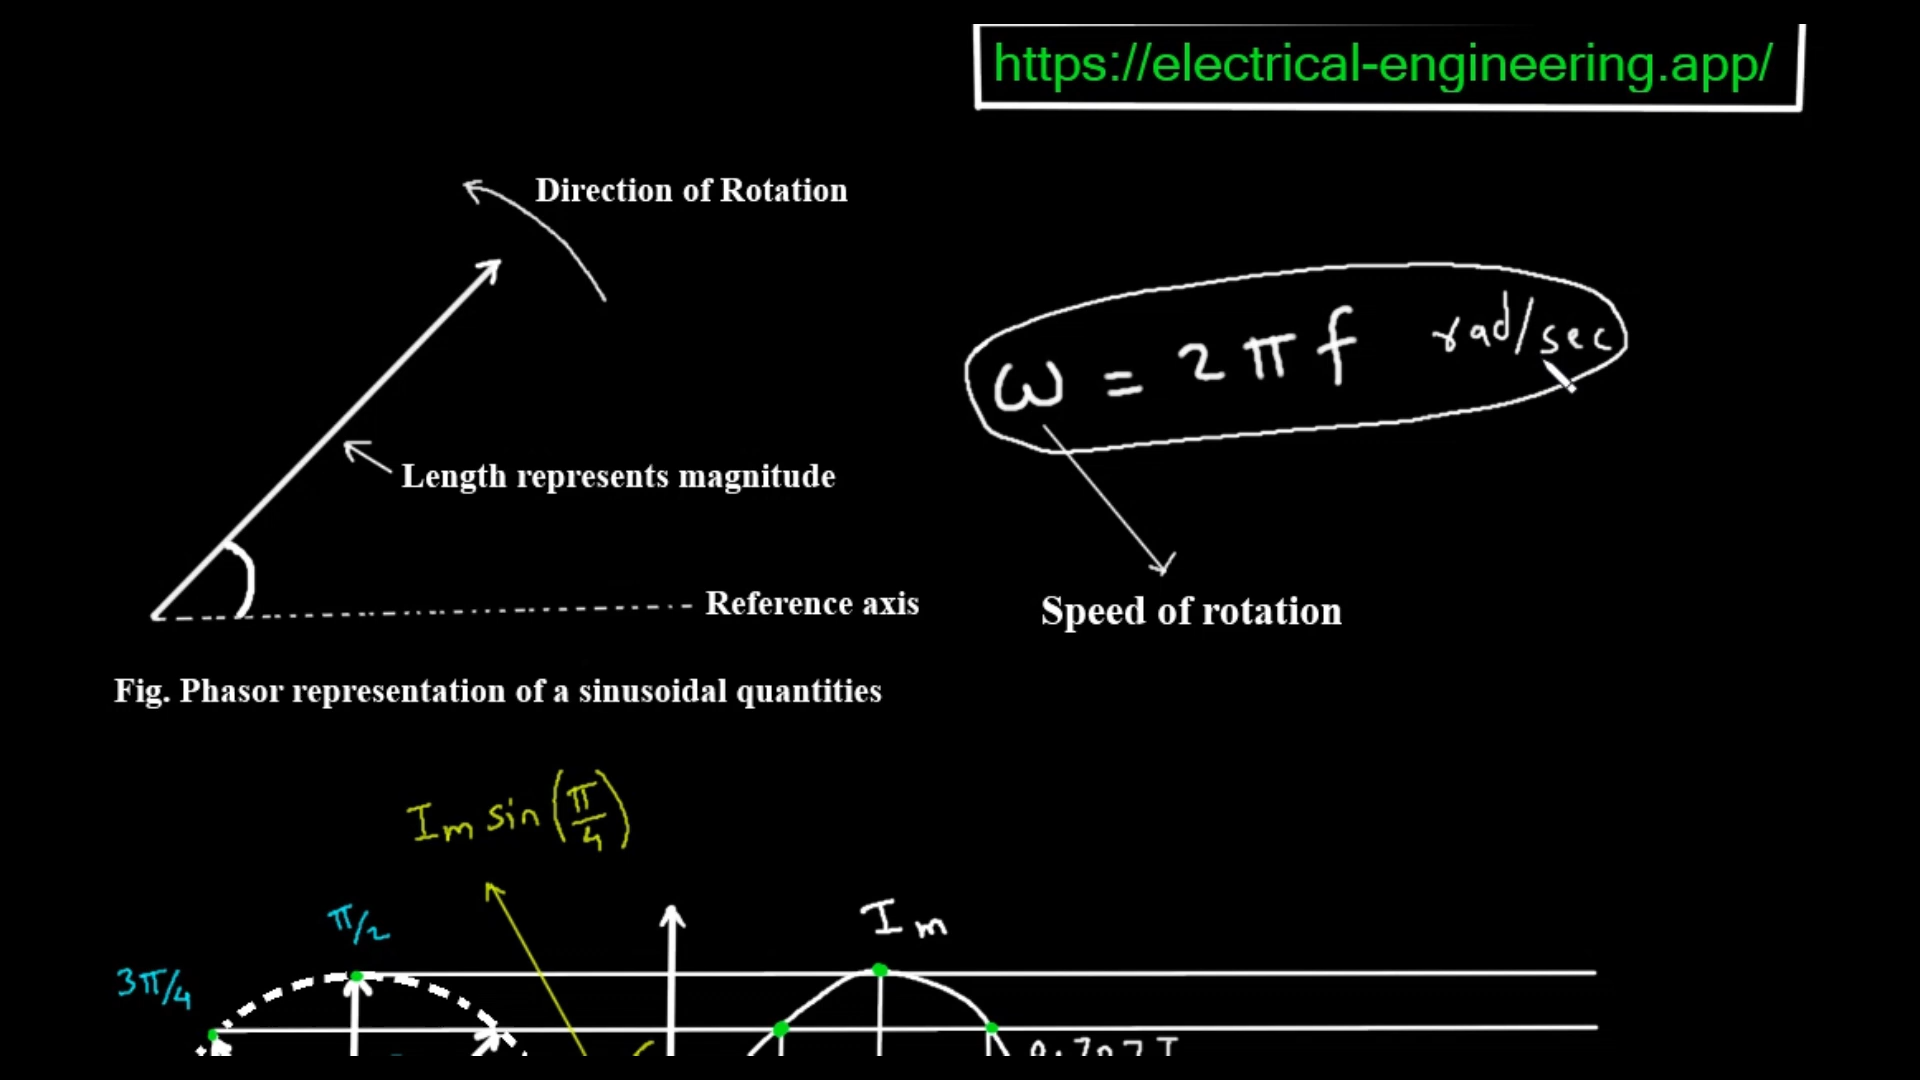 https://electrical-engineering.app/
Direction of Rotation
ω = 2πf rad/sec
Length represents magnitude
Reference axis
Speed of rotation
Fig. Phasor representation of a sinusoidal quantities
Im sin(π/4)
π/2
Im
3π/4